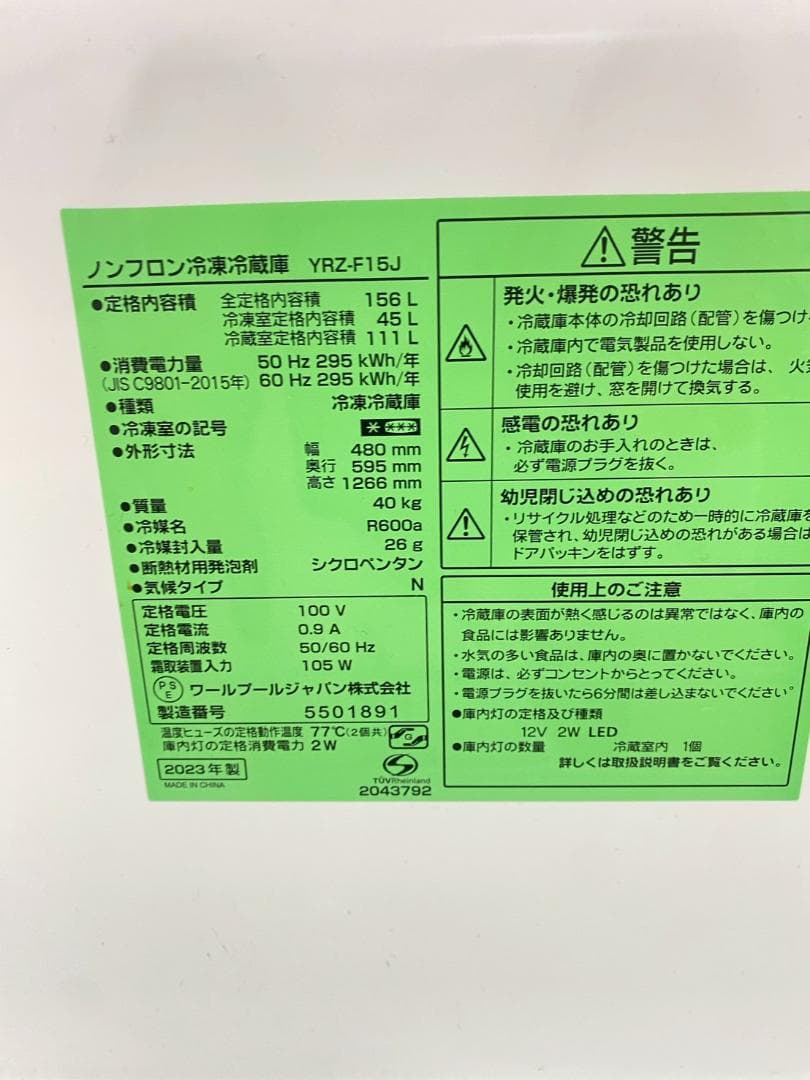 ノンフロン冷凍冷蔵庫 YRZ-F15J
●定格内容積 全定格内容積 156 L
冷凍室定格内容積 45 L
冷蔵室定格内容積 111 L
●消費電力量 50 Hz 295 kWh/年
(JIS C9801-2015年) 60 Hz 295 kWh/年
●種類 冷凍冷蔵庫
●冷凍室の記号
●外形寸法 幅 480 mm
奥行 595 mm
高さ 1266 mm
●質量 40 kg
●冷媒名 R600a
●冷媒封入量 26 g
●断熱材用発泡剤 シクロペンタン
●気候タイプ N
定格電圧 100 V
定格電流 0.9 A
定格周波数 50/60 Hz
霜取装置入力 105 W
PSE ワールプールジャパン株式会社
製造番号 5501891
温度ヒューズの定格動作温度 77℃(2個共)
庫内灯の定格消費電力 2W
G
2023年製
MADE IN CHINA
TÜVRheinland
2043792
警告
発火・爆発の恐れあり
・冷蔵庫本体の冷却回路(配管)を傷つけ
・冷蔵庫内で電気製品を使用しない。
・冷却回路(配管)を傷つけた場合は、火気
使用を避け、窓を開けて換気する。
感電の恐れあり
・冷蔵庫のお手入れのときは、
必ず電源プラグを抜く。
幼児閉じ込めの恐れあり
・リサイクル処理などのため一時的に冷蔵庫を
保管され、幼児閉じ込めの恐れがある場合は
ドアパッキンをはずす。
使用上のご注意
・冷蔵庫の表面が熱く感じるのは異常ではなく、庫内の
食品には影響ありません。
・水気の多い食品は、庫内の奥に置かないでください。
・電源は、必ずコンセントからとってください。
・電源プラグを抜いたら6分間は差し込まないでください。
●庫内灯の定格及び種類
12V 2W LED
●庫内灯の数量 冷蔵室内 1個
詳しくは取扱説明書をご覧ください。